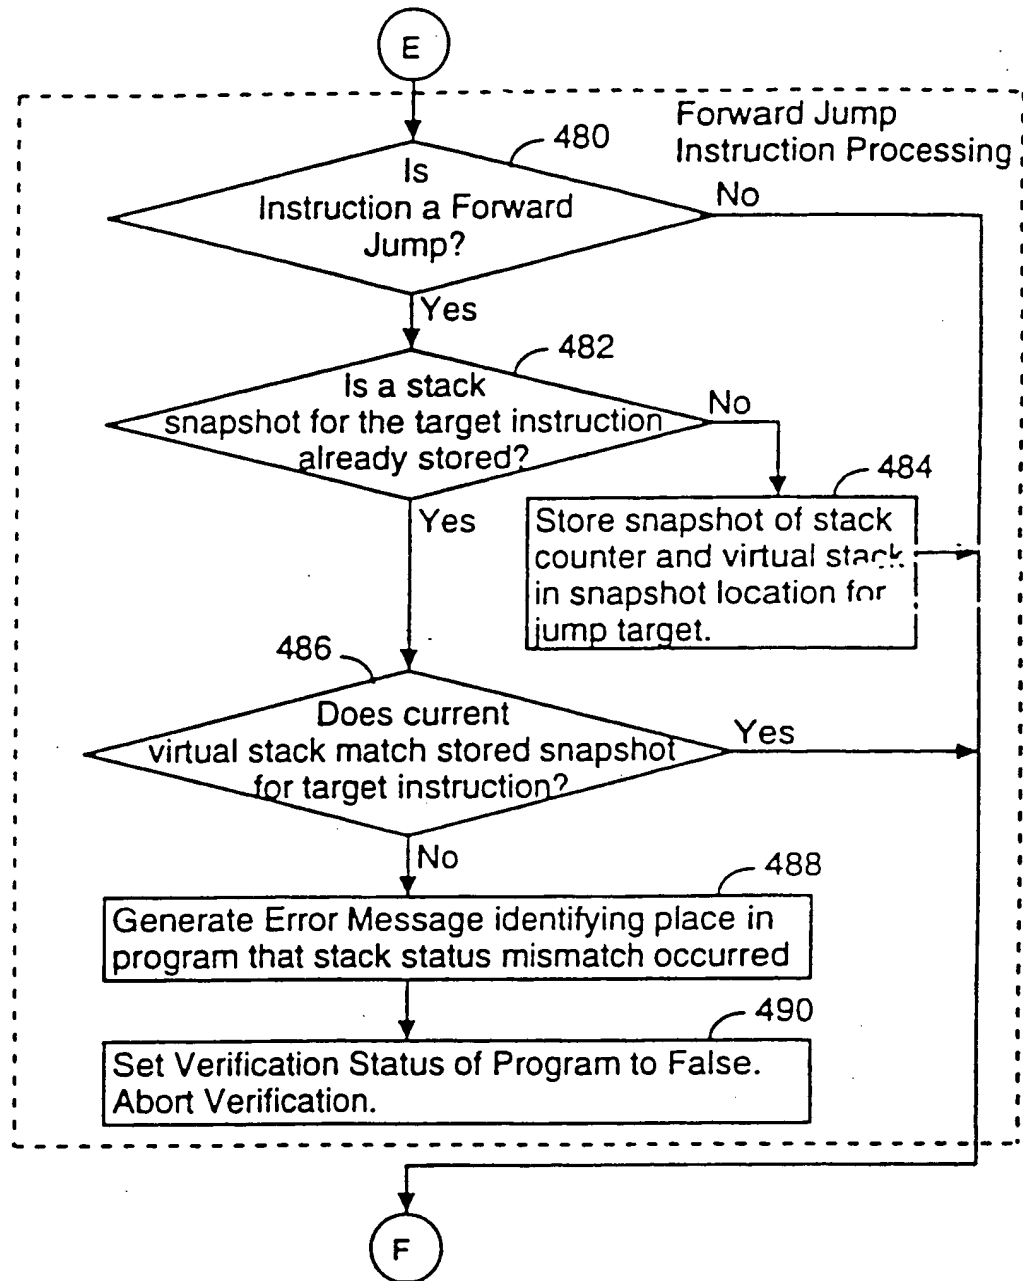 E
Forward Jump
Instruction Processing
480
Is
Instruction a Forward
Jump?
No
Yes
482
Is a stack
snapshot for the target instruction
already stored?
No
Yes
484
Store snapshot of stack
counter and virtual stack
in snapshot location for
jump target.
486
Does current
virtual stack match stored snapshot
for target instruction?
Yes
No
488
Generate Error Message identifying place in
program that stack status mismatch occurred
490
Set Verification Status of Program to False.
Abort Verification.
F